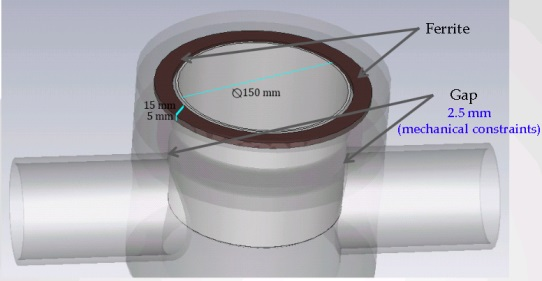 Ferrite
⌀150 mm
Gap
2.5 mm
(mechanical constraints)
15 mm
5 mm